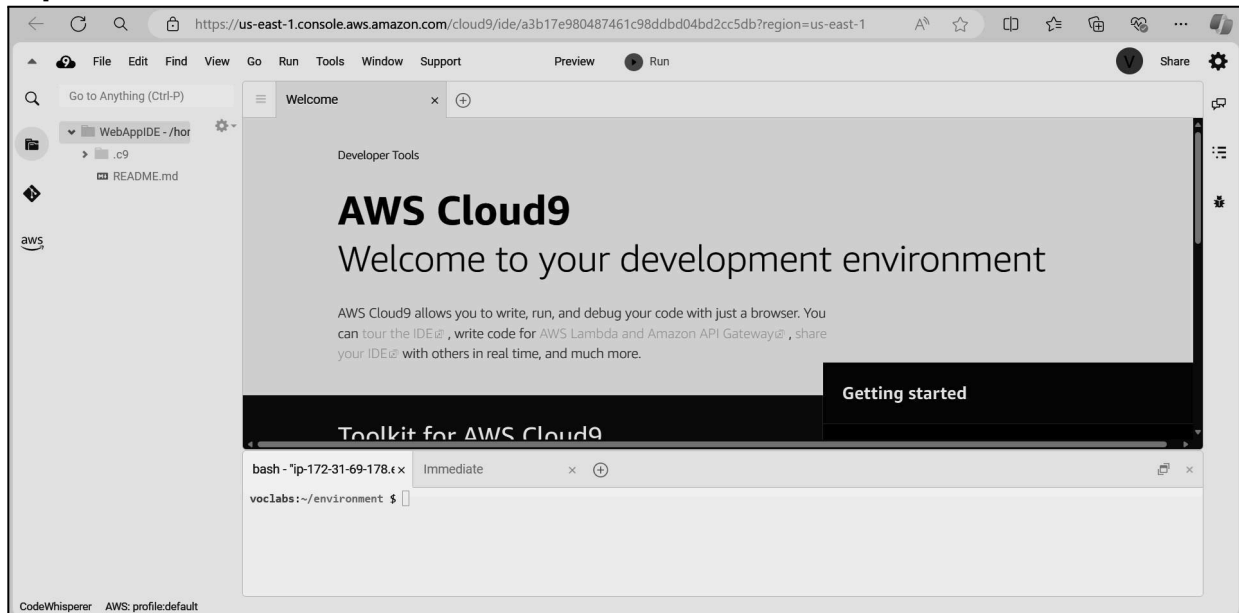 https://us-east-1.console.aws.amazon.com/cloud9/ide/a3b17e980487461c98ddbd04bd2cc5db?region=us-east-1
9 File Edit Find View Go Run Tools Window Support Preview Run V Share
Go to Anything (Ctrl-P)
Welcome
WebAppIDE - /hor
.c9
README.md
aws
Developer Tools
AWS Cloud9
Welcome to your development environment
AWS Cloud9 allows you to write, run, and debug your code with just a browser. You
can tour the IDE, write code for AWS Lambda and Amazon API Gateway, share
your IDE with others in real time, and much more.
Getting started
Toolkit for AWS Cloud9
bash - "ip-172-31-69-178.e Immediate
voclabs:~/environment $
CodeWhisperer AWS: profile:default